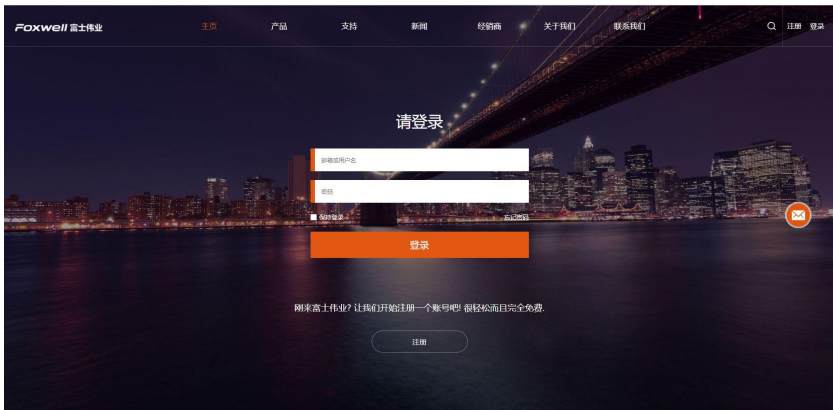 Foxwell 富士伟业 主页 产品 支持 新闻 经销商 关于我们 联系我们 注册 登录
请登录
邮箱或用户名
密码
保持登录 忘记密码
登录
刚来富士伟业? 让我们开始注册一个账号吧! 很轻松而且完全免费.
注册